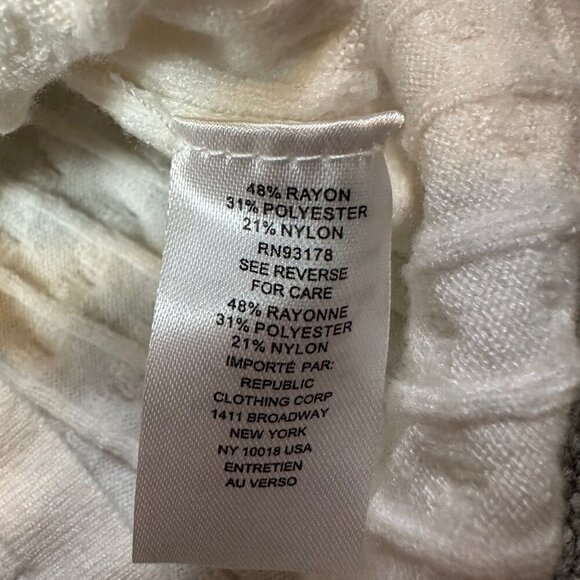 48% RAYON
31% POLYESTER
21% NYLON
RN93178
SEE REVERSE
FOR CARE
48% RAYONNE
31% POLYESTER
21% NYLON
IMPORTÉ PAR:
REPUBLIC
CLOTHING CORP
1411 BROADWAY
NEW YORK
NY 10018 USA
ENTRETIEN
AU VERSO